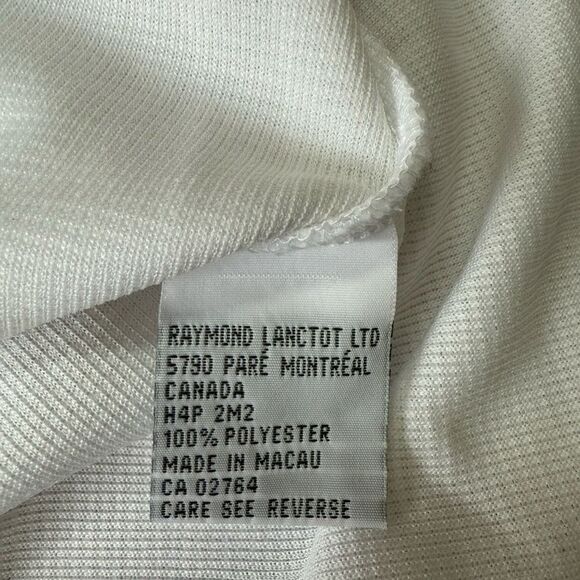 RAYMOND LANCTOT LTD
5790 PARÉ MONTRÉAL
CANADA
H4P 2M2
100% POLYESTER
MADE IN MACAU
CA 02764
CARE SEE REVERSE